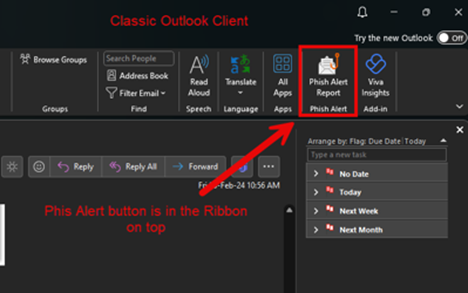 Classic Outlook Client
Try the new Outlook Off
Browse Groups
Search People
Address Book
Filter Email
Read Aloud
Translate
All Apps
Phish Alert Report
Viva Insights
Groups
Find
Speech
Language
Apps
Phish Alert
Add-in
Arrange by: Flag: Due Date Today
Type a new task
Reply
Reply All
Forward
No Date
Today
Next Week
Next Month
-Feb-24 10:56 AM
Phis Alert button is in the Ribbon
on top